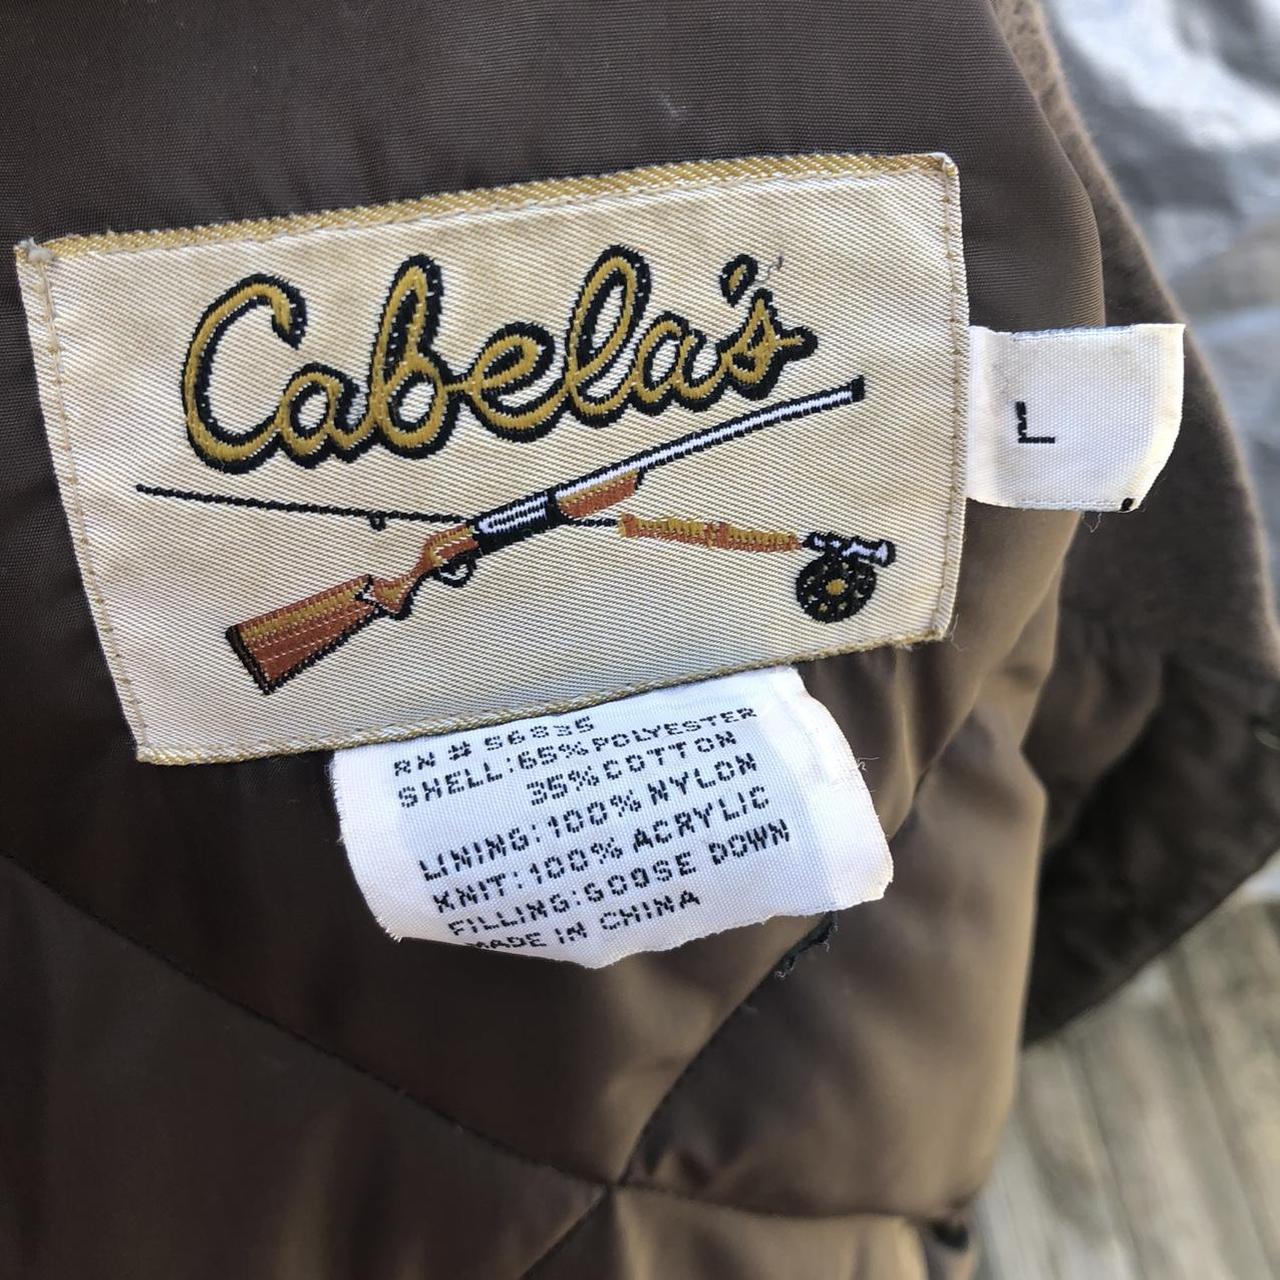 Cabela's
L
RN # 56835
SHELL:65%POLYESTER
35%COTTON
LINING:100%NYLON
KNIT:100%ACRYLIC
FILLING:GOOSE DOWN
MADE IN CHINA